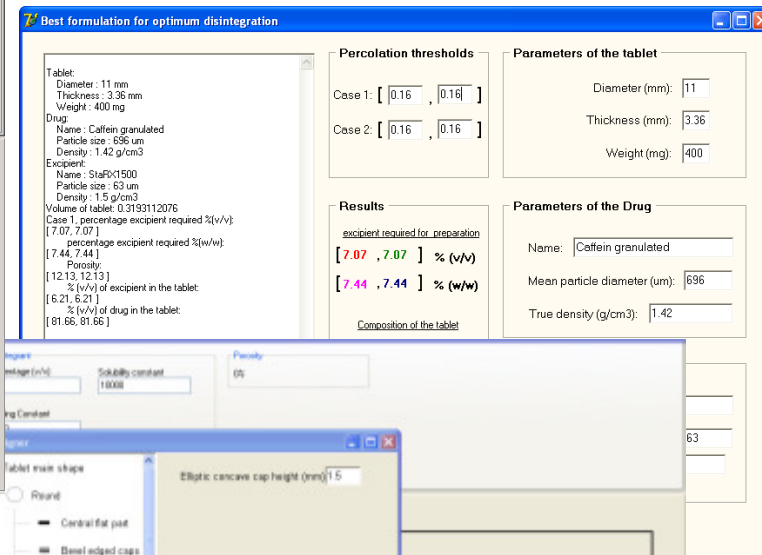 Best formulation for optimum disintegration
Tablet:
Diameter : 11 mm
Thickness : 3.36 mm
Weight : 400 mg
Drug:
Name : Caffein granulated
Particle size : 696 um
Density : 1.42 g/cm3
Excipient:
Name : StaRX1500
Particle size : 63 um
Density : 1.5 g/cm3
Volume of tablet: 0.3193112076
Case 1, percentage excipient required %(v/v):
[ 7.07, 7.07 ]
percentage excipient required %(w/w):
[ 7.44, 7.44 ]
Porosity:
[ 12.13, 12.13 ]
% (v/v) of excipient in the tablet:
[ 6.21, 6.21 ]
% (v/v) of drug in the tablet:
[ 81.66, 81.66 ]
Percolation thresholds
Case 1: [ 0.16 , 0.16 ]
Case 2: [ 0.16 , 0.16 ]
Results
excipient required for preparation
[ 7.07 , 7.07 ] % (v/v)
[ 7.44 , 7.44 ] % (w/w)
Composition of the tablet
Parameters of the tablet
Diameter (mm): 11
Thickness (mm): 3.36
Weight (mg): 400
Parameters of the Drug
Name: Caffein granulated
Mean particle diameter (um): 696
True density (g/cm3): 1.42
63
Solubility constant
10000
Porosity
Constant
Tablet main shape
Round
Central flat part
Bevel edged caps
Elliptic concave cap height (mm) 1.5